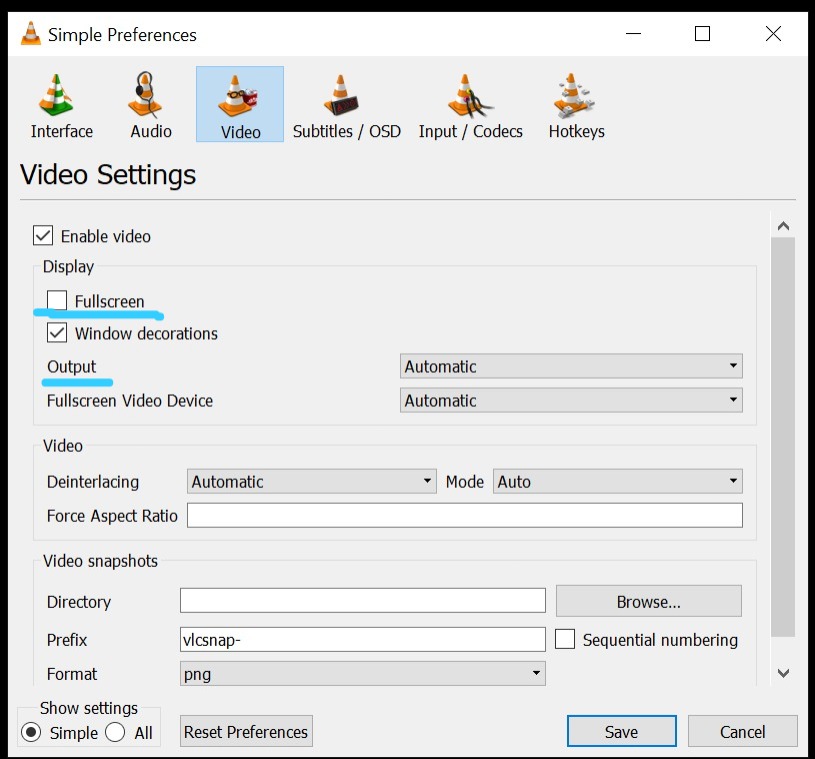 Simple Preferences
Interface Audio Video Subtitles / OSD Input / Codecs Hotkeys
Video Settings
Enable video
Display
Fullscreen
Window decorations
Output Automatic
Fullscreen Video Device Automatic
Video
Deinterlacing Automatic Mode Auto
Force Aspect Ratio
Video snapshots
Directory Browse...
Prefix vlcsnap- Sequential numbering
Format png
Show settings
Simple All Reset Preferences Save Cancel